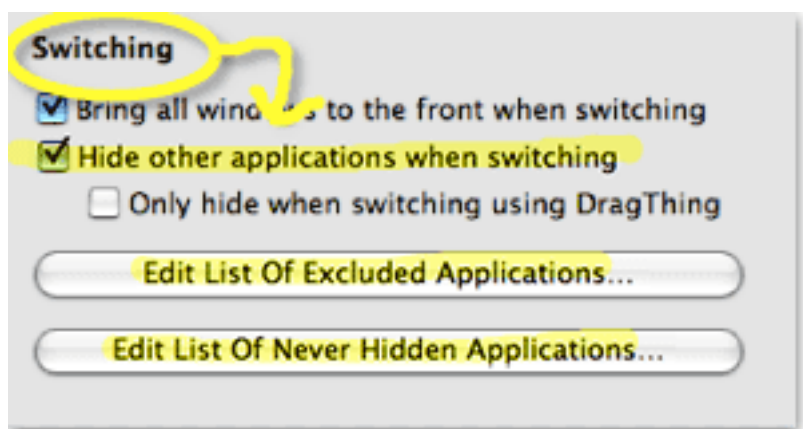 Switching
Bring all windows to the front when switching
Hide other applications when switching
Only hide when switching using DragThing
Edit List Of Excluded Applications...
Edit List Of Never Hidden Applications...